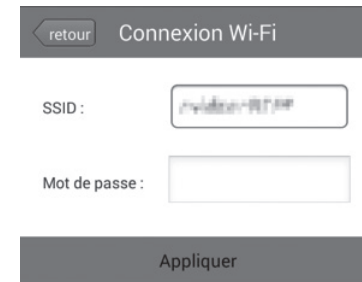 retour Connexion Wi-Fi
SSID :
Mot de passe :
Appliquer